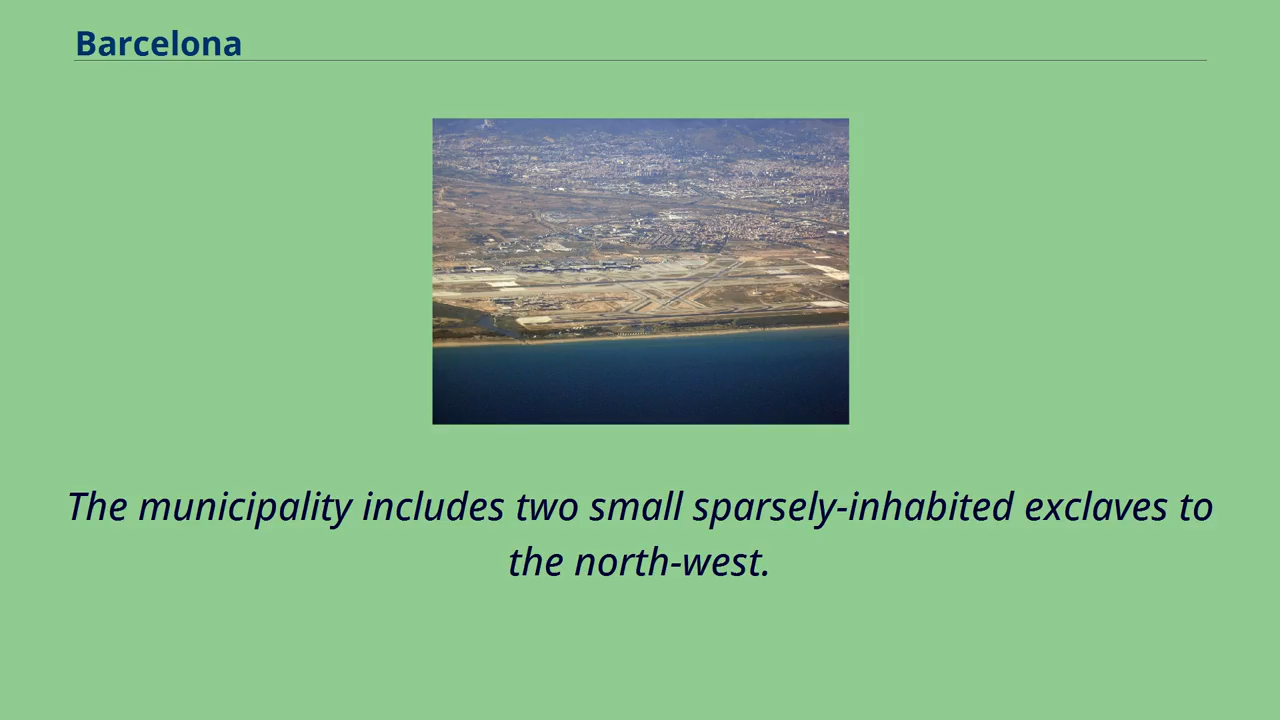 Barcelona
The municipality includes two small sparsely-inhabited exclaves to
the north-west.